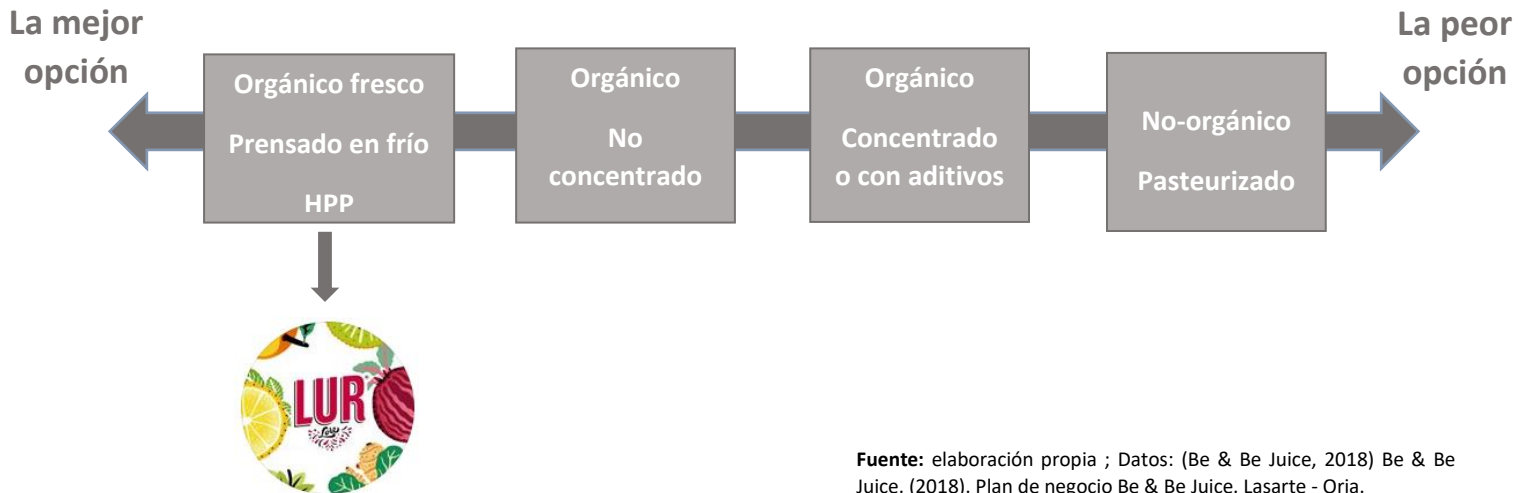 La mejor
opción
La peor
opción
Orgánico fresco
Prensado en frío
HPP
Orgánico
No
concentrado
Orgánico
Concentrado
o con aditivos
No-orgánico
Pasteurizado
LUR
Fuente: elaboración propia ; Datos: (Be & Be Juice, 2018) Be & Be
Juice. (2018). Plan de negocio Be & Be Juice. Lasarte - Oria.